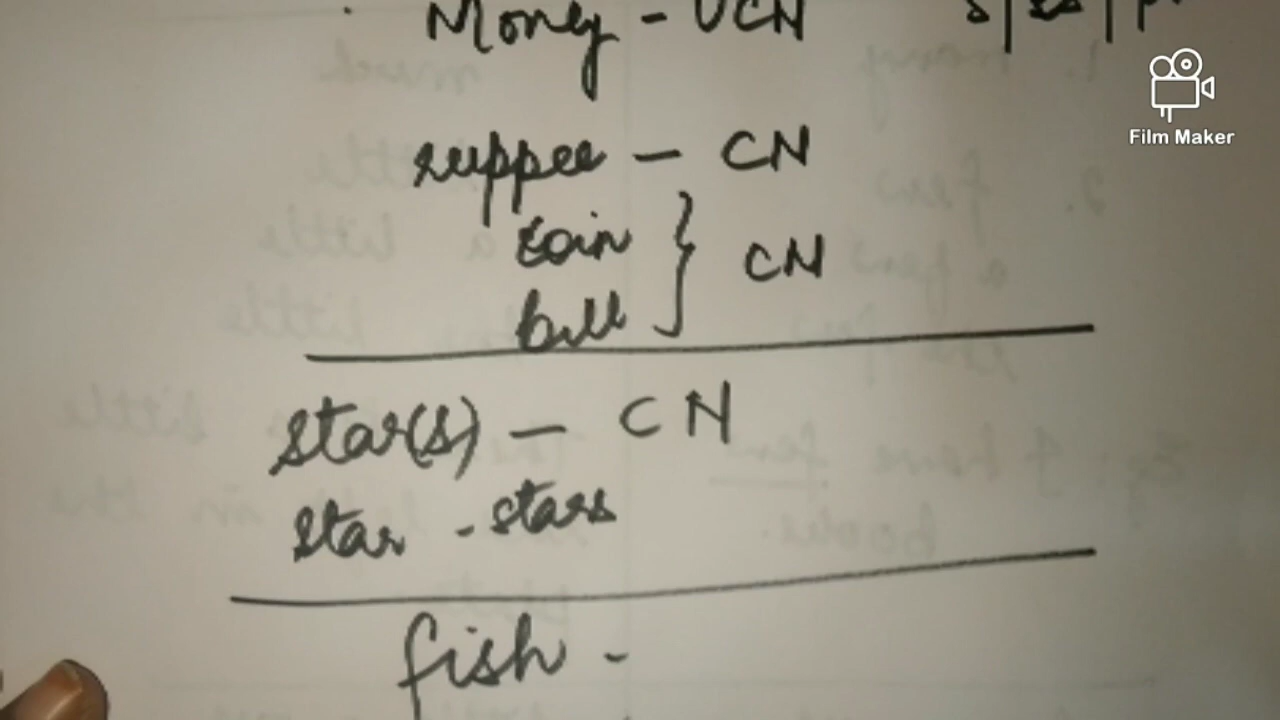 Money - UCN
ruppee - CN
coin } CN
bill
star(s) - CN
star - stars
fish -
Film Maker